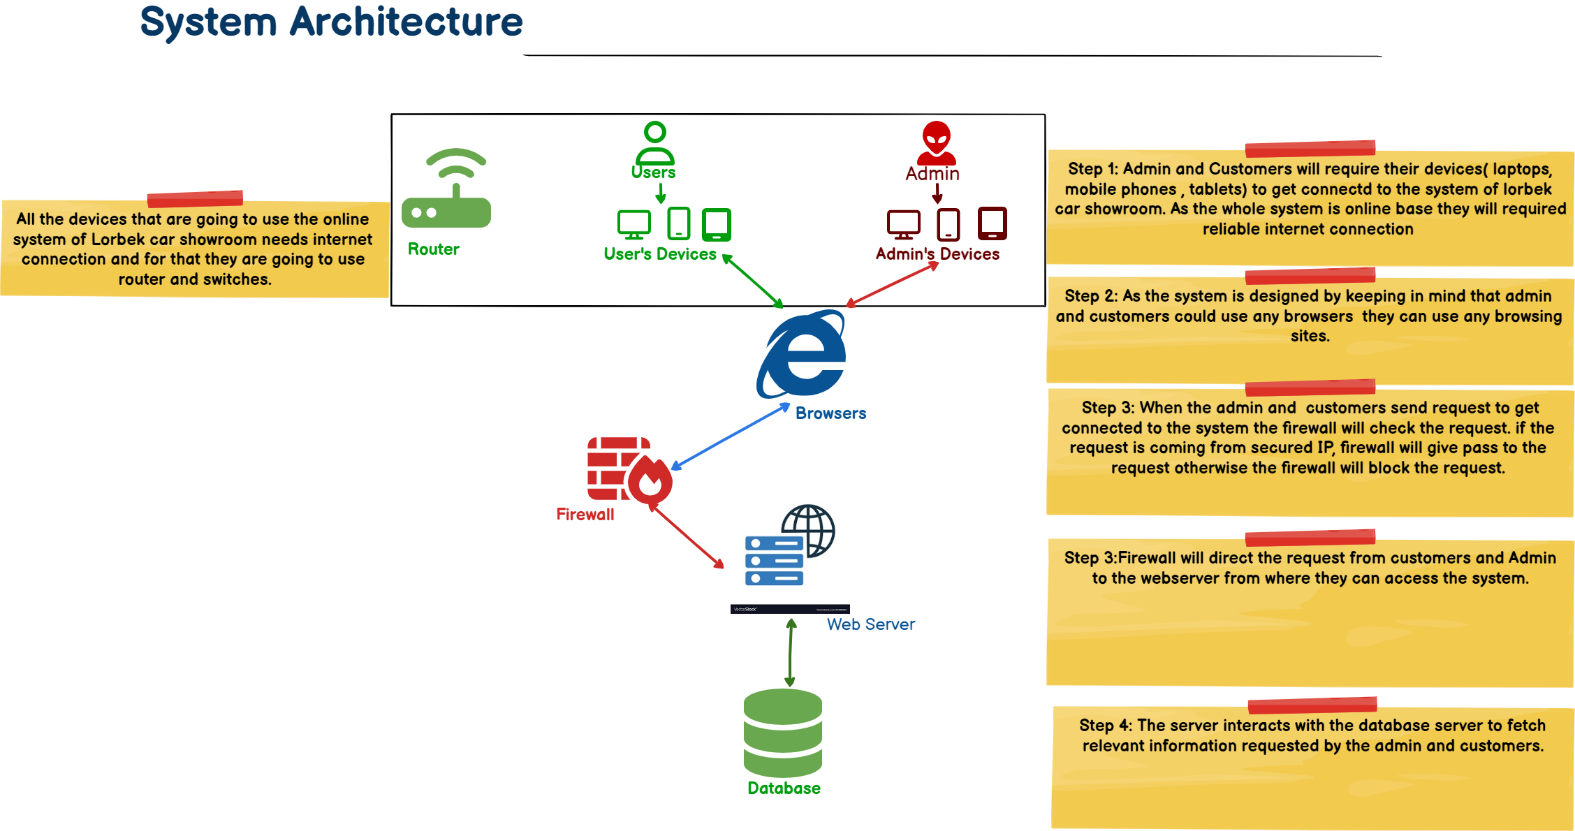 System Architecture
Users
Admin
Router
User's Devices
Admin's Devices
All the devices that are going to use the online
system of Lorbek car showroom needs internet
connection and for that they are going to use
router and switches.
Step 1: Admin and Customers will require their devices( laptops,
mobile phones , tablets) to get connectd to the system of lorbek
car showroom. As the whole system is online base they will required
reliable internet connection
Step 2: As the system is designed by keeping in mind that admin
and customers could use any browsers they can use any browsing
sites.
Browsers
Step 3: When the admin and customers send request to get
connected to the system the firewall will check the request. if the
request is coming from secured IP, firewall will give pass to the
request otherwise the firewall will block the request.
Firewall
Step 3:Firewall will direct the request from customers and Admin
to the webserver from where they can access the system.
VectorStock
Web Server
Step 4: The server interacts with the database server to fetch
relevant information requested by the admin and customers.
Database